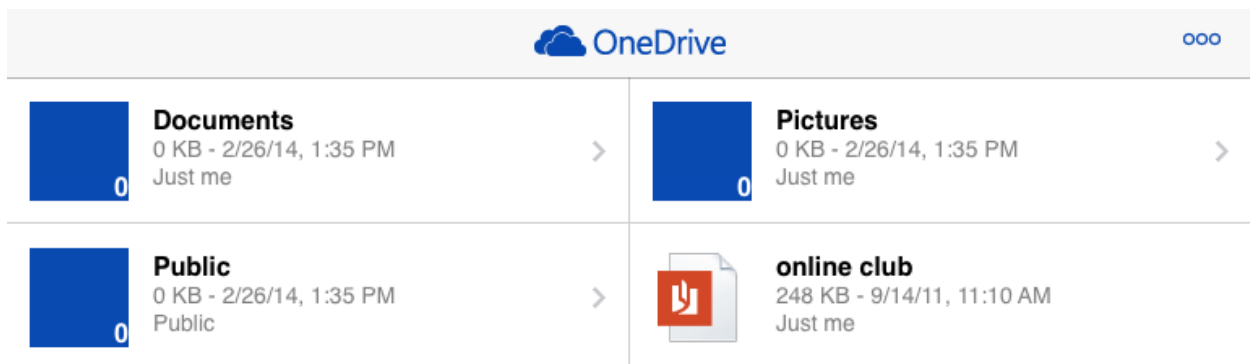 OneDrive
ooo
Documents
0 KB - 2/26/14, 1:35 PM
Just me
0
Pictures
0 KB - 2/26/14, 1:35 PM
Just me
0
Public
0 KB - 2/26/14, 1:35 PM
Public
0
online club
248 KB - 9/14/11, 11:10 AM
Just me